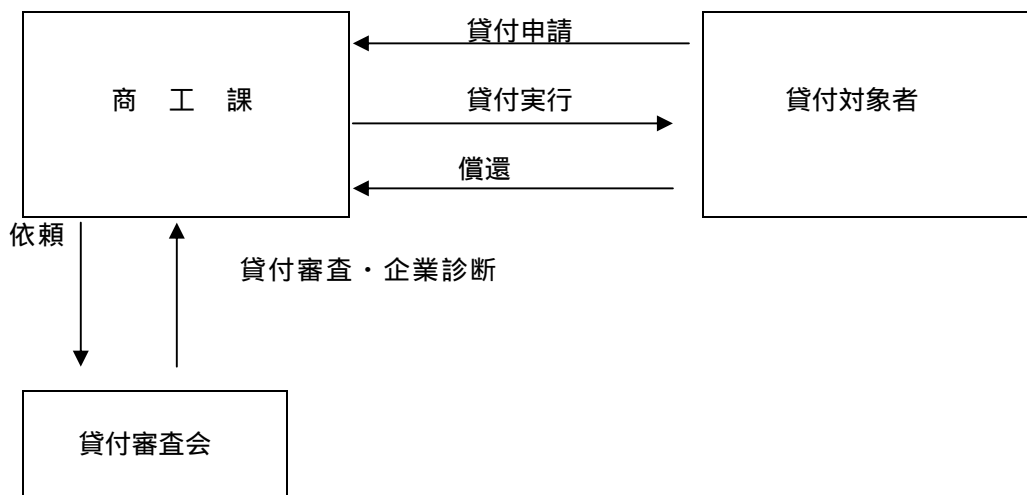 貸付申請
商　工　課
貸付実行
貸付対象者
償還
依頼
貸付審査・企業診断
貸付審査会